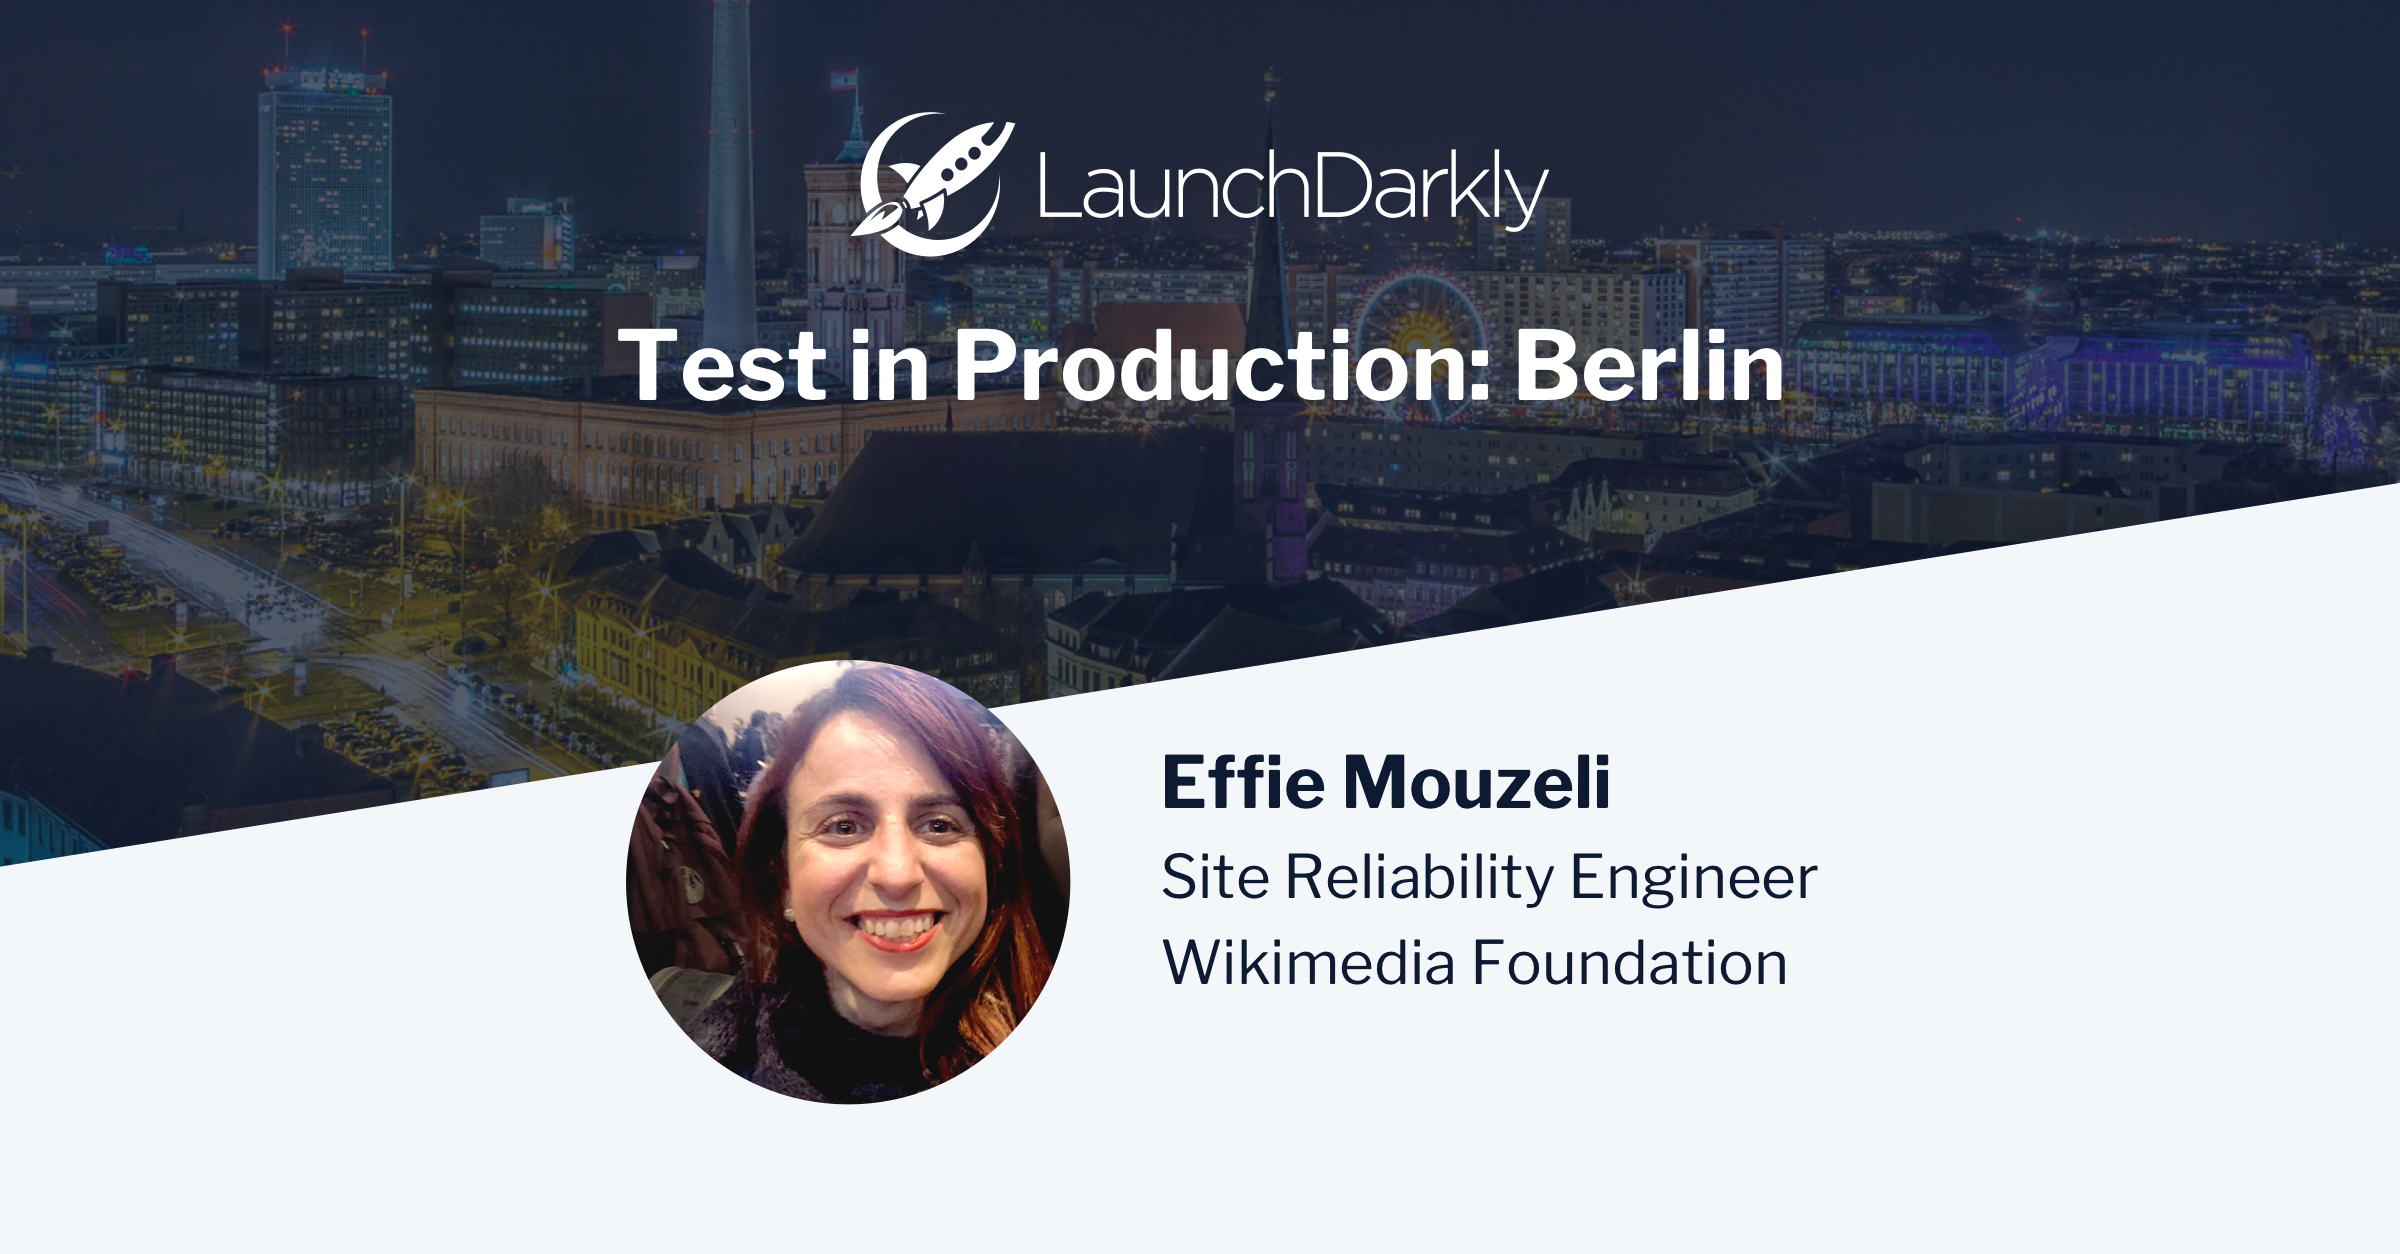 LaunchDarkly
Test in Production: Berlin
Effie Mouzeli
Site Reliability Engineer
Wikimedia Foundation